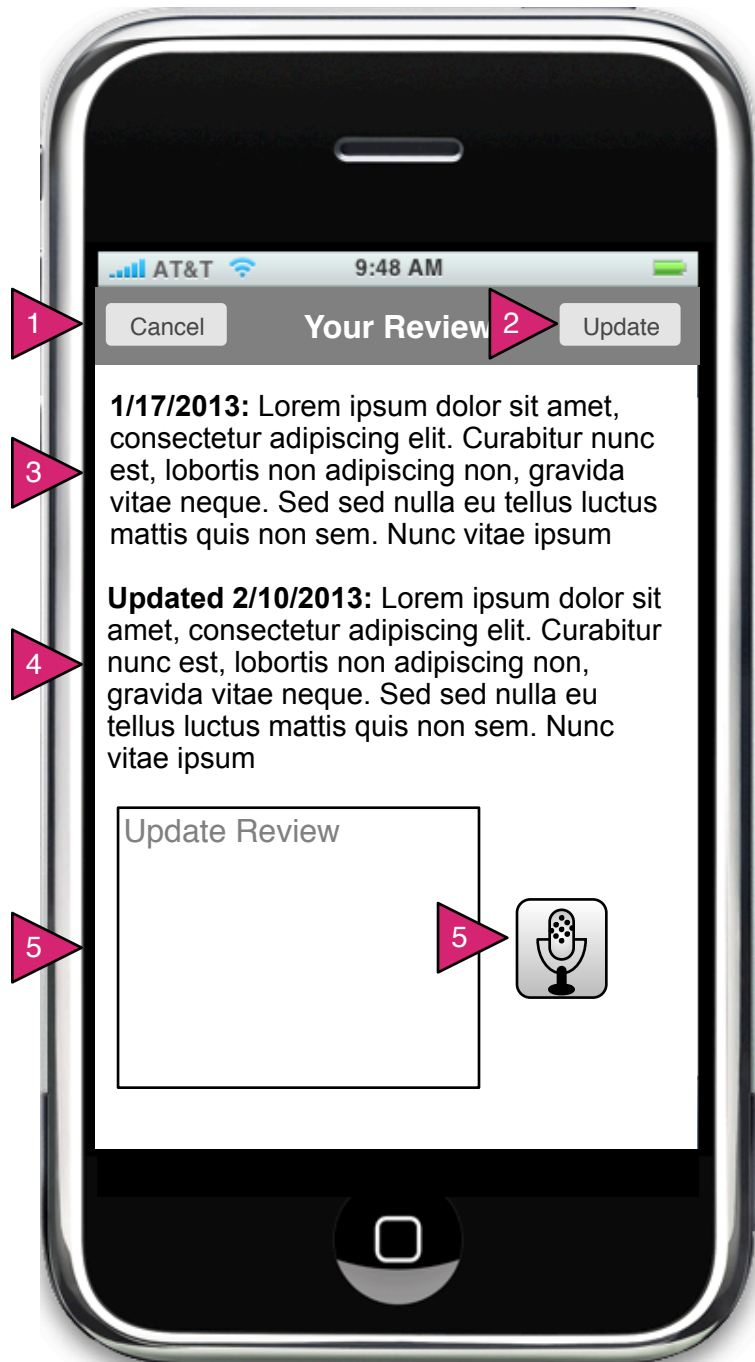 AT&T 9:48 AM
1 Cancel Your Review 2 Update
1/17/2013: Lorem ipsum dolor sit amet,
consectetur adipiscing elit. Curabitur nunc
3 est, lobortis non adipiscing non, gravida
vitae neque. Sed sed nulla eu tellus luctus
mattis quis non sem. Nunc vitae ipsum
Updated 2/10/2013: Lorem ipsum dolor sit
amet, consectetur adipiscing elit. Curabitur
4 nunc est, lobortis non adipiscing non,
gravida vitae neque. Sed sed nulla eu
tellus luctus mattis quis non sem. Nunc
vitae ipsum
Update Review
5 5